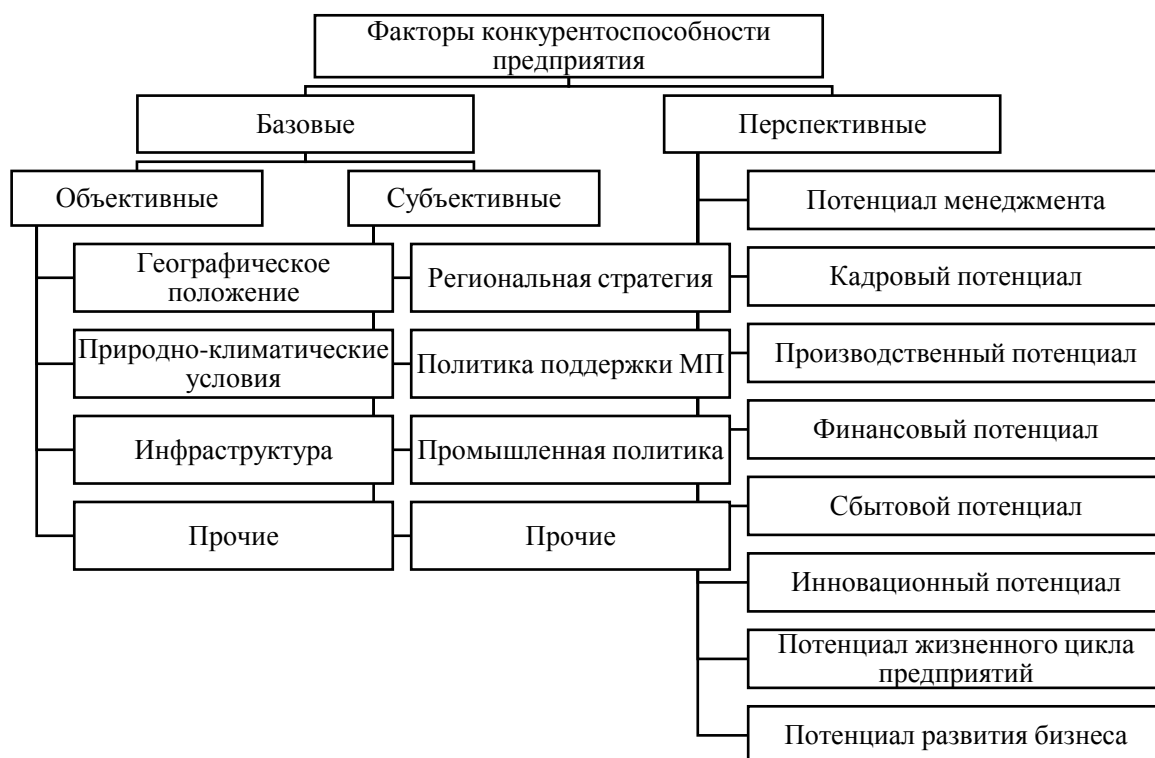 Факторы конкурентоспособности
предприятия
Базовые
Перспективные
Объективные
Субъективные
Географическое
положение
Природно-климатические
условия
Инфраструктура
Прочие
Региональная стратегия
Политика поддержки МП
Промышленная политика
Прочие
Потенциал менеджмента
Кадровый потенциал
Производственный потенциал
Финансовый потенциал
Сбытовой потенциал
Инновационный потенциал
Потенциал жизненного цикла
предприятий
Потенциал развития бизнеса